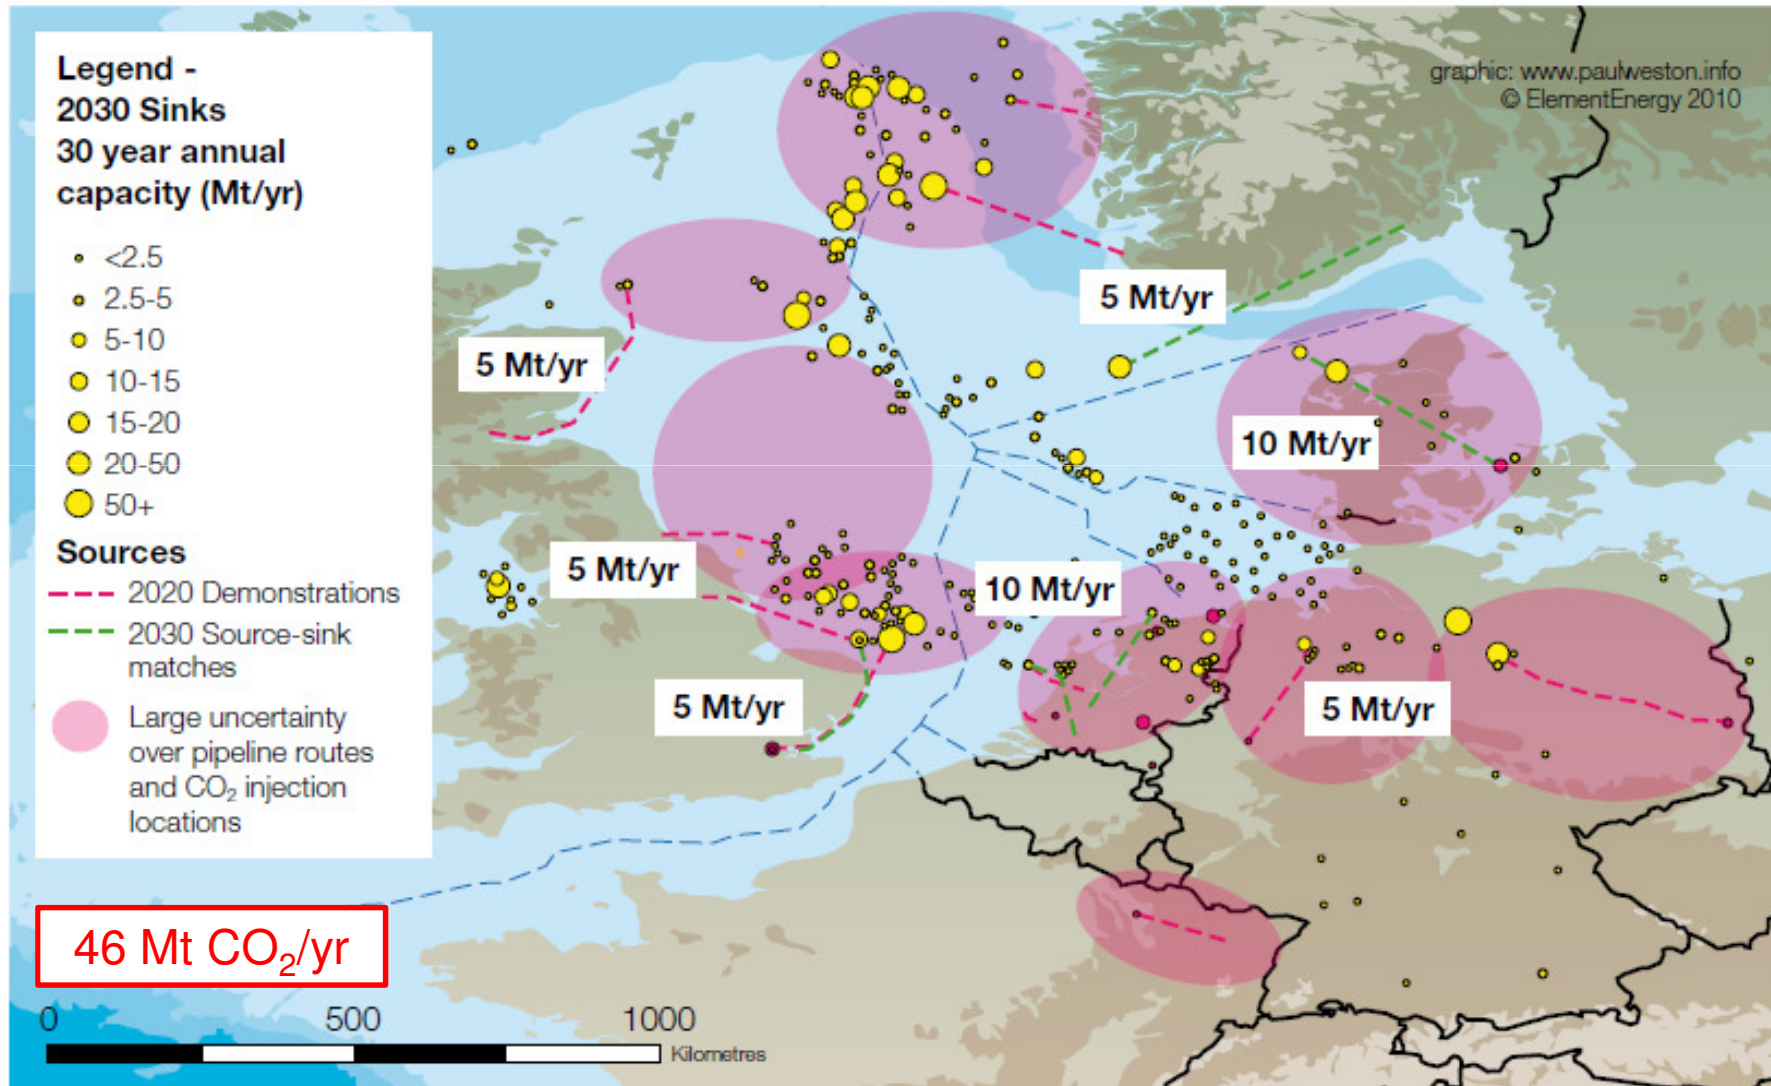 Legend -
2030 Sinks
30 year annual
capacity (Mt/yr)
<2.5
2.5-5
5-10
10-15
15-20
20-50
50+
Sources
2020 Demonstrations
2030 Source-sink
matches
Large uncertainty
over pipeline routes
and CO₂ injection
locations
graphic: www.paulweston.info
© ElementEnergy 2010
5 Mt/yr
5 Mt/yr
10 Mt/yr
5 Mt/yr
10 Mt/yr
5 Mt/yr
5 Mt/yr
46 Mt CO₂/yr
0 500 1000
Kilometres